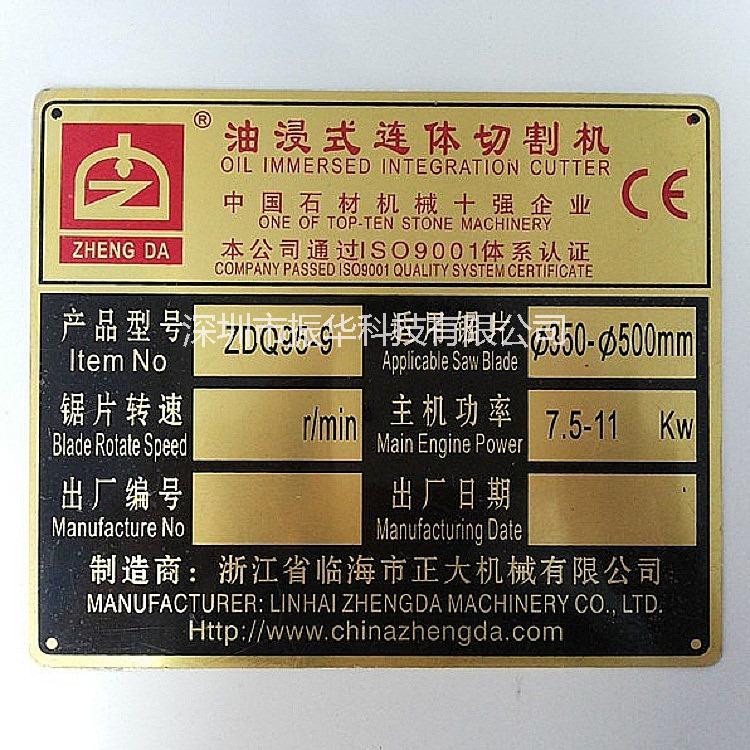 ®
油浸式连体切割机
OIL IMMERSED INTEGRATION CUTTER
中国石材机械十强企业
ONE OF TOP-TEN STONE MACHINERY
本公司通过ISO9001体系认证
COMPANY PASSED ISO9001 QUALITY SYSTEM CERTIFICATE
CE
ZHENG DA
深圳市振华科技有限公司
产品型号
Item No
ZDQ95-9
Applicable Saw Blade
φ350-φ500mm
锯片转速
Blade Rotate Speed
r/min
主机功率
Main Engine Power
7.5-11 Kw
出厂编号
Manufacture No
出厂日期
Manufacturing Date
制造商：浙江省临海市正大机械有限公司
MANUFACTURER: LINHAI ZHENGDA MACHINERY CO., LTD.
Http://www.chinazhengda.com